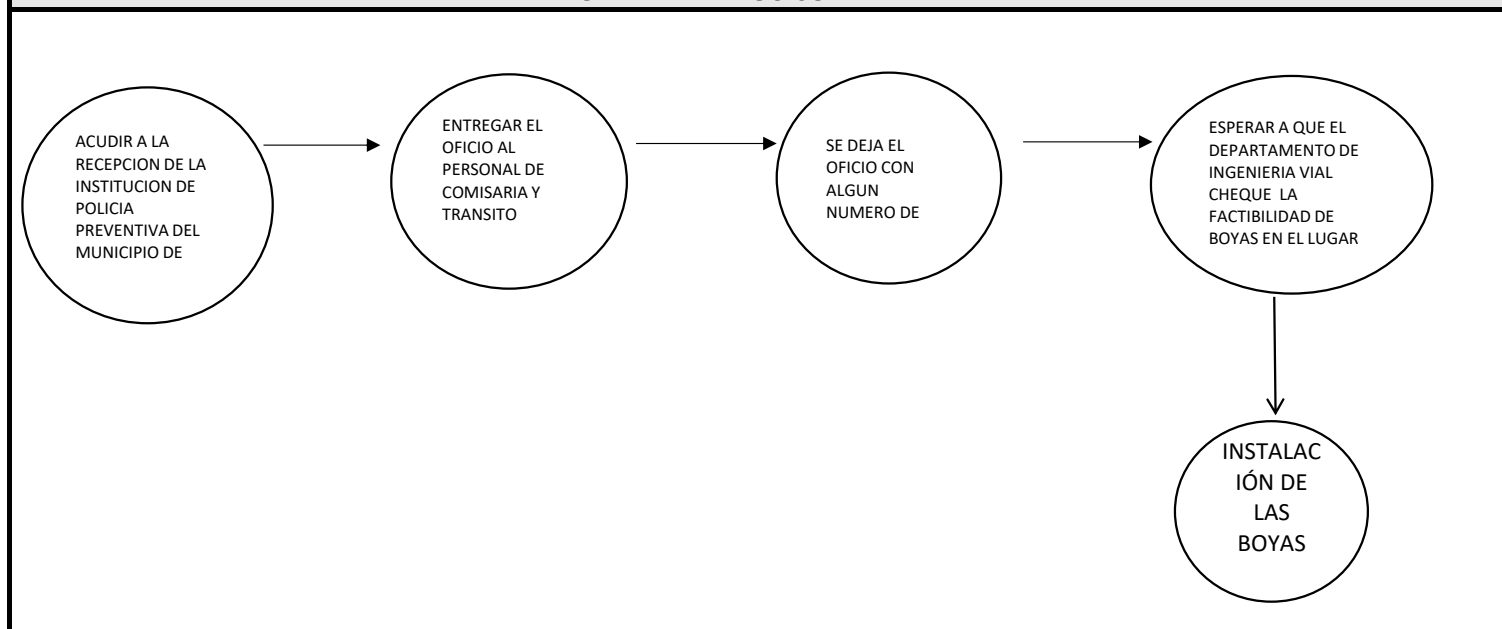 ACUDIR A LA
RECEPCION DE LA
INSTITUCION DE
POLICIA
PREVENTIVA DEL
MUNICIPIO DE
ENTREGAR EL
OFICIO AL
PERSONAL DE
COMISARIA Y
TRANSITO
SE DEJA EL
OFICIO CON
ALGUN
NUMERO DE
ESPERAR A QUE EL
DEPARTAMENTO DE
INGENIERIA VIAL
CHEQUE LA
FACTIBILIDAD DE
BOYAS EN EL LUGAR
INSTALAC
IÓN DE
LAS
BOYAS